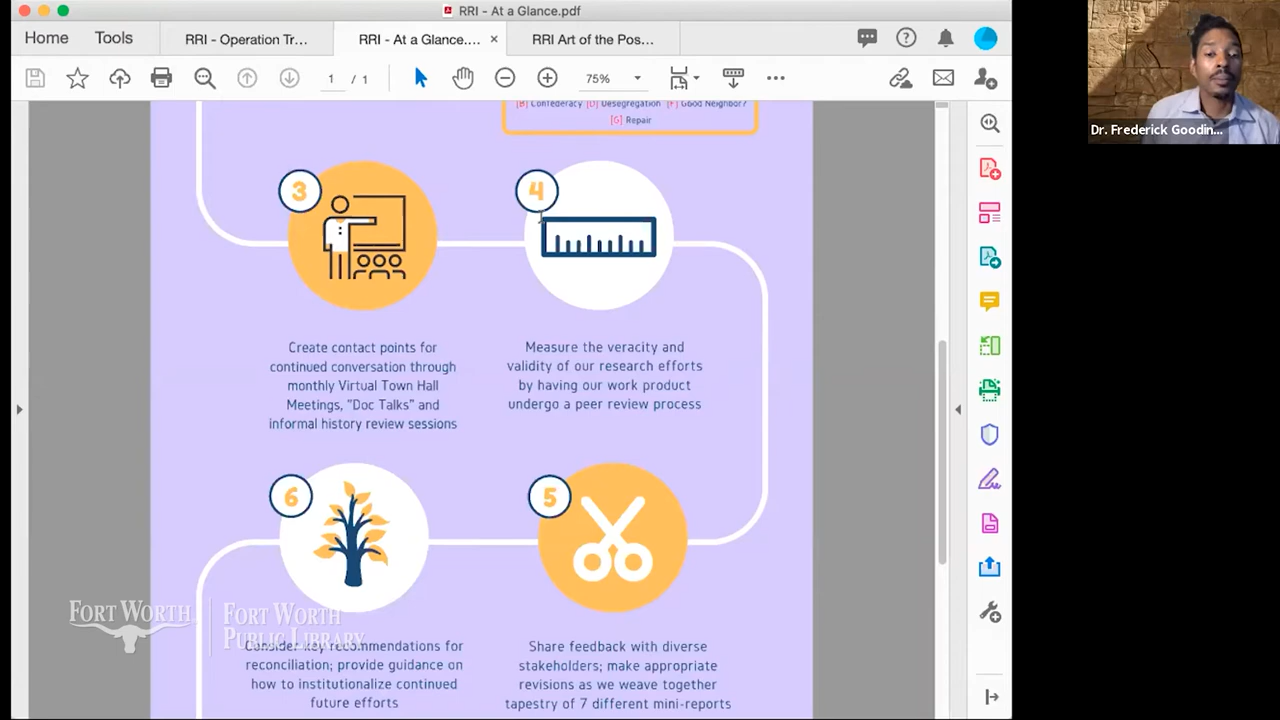 RRI - At a Glance.pdf
Home Tools RRI - Operation Tr... RRI - At a Glance.... × RRI Art of the Pos...
1 / 1 75%
Dr. Frederick Goodin...
[B] Confederacy [D] Desegregation [F] Good Neighbor?
[G] Repair
3
4
Create contact points for
continued conversation through
monthly Virtual Town Hall
Meetings, "Doc Talks" and
informal history review sessions
Measure the veracity and
validity of our research efforts
by having our work product
undergo a peer review process
6
5
Consider key recommendations for
reconciliation; provide guidance on
how to institutionalize continued
future efforts
Share feedback with diverse
stakeholders; make appropriate
revisions as we weave together
tapestry of 7 different mini-reports
FORT WORTH
FORT WORTH
PUBLIC LIBRARY